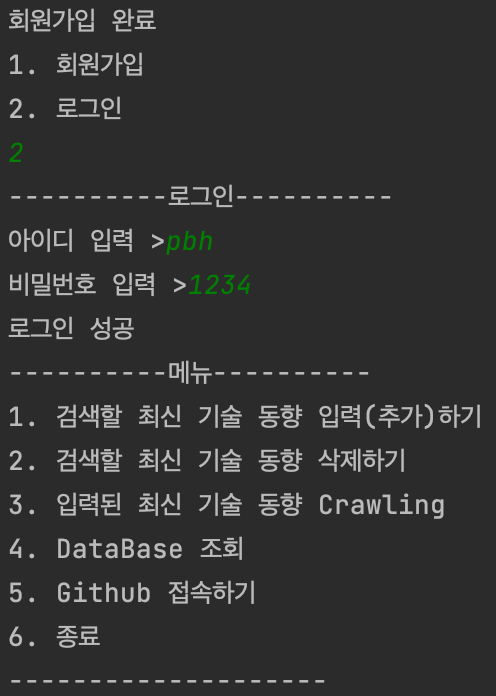 회원가입 완료
1. 회원가입
2. 로그인
2
----------로그인----------
아이디 입력 >pbh
비밀번호 입력 >1234
로그인 성공
----------메뉴----------
1. 검색할 최신 기술 동향 입력(추가)하기
2. 검색할 최신 기술 동향 삭제하기
3. 입력된 최신 기술 동향 Crawling
4. DataBase 조회
5. Github 접속하기
6. 종료
--------------------